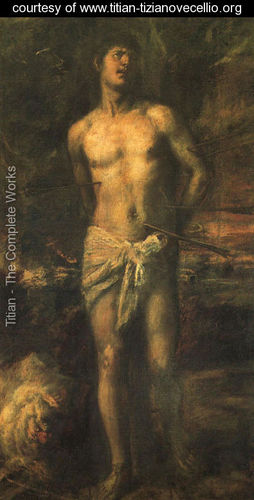 courtesy of www.titian-tizianovecellio.org
Titian - The Complete Works